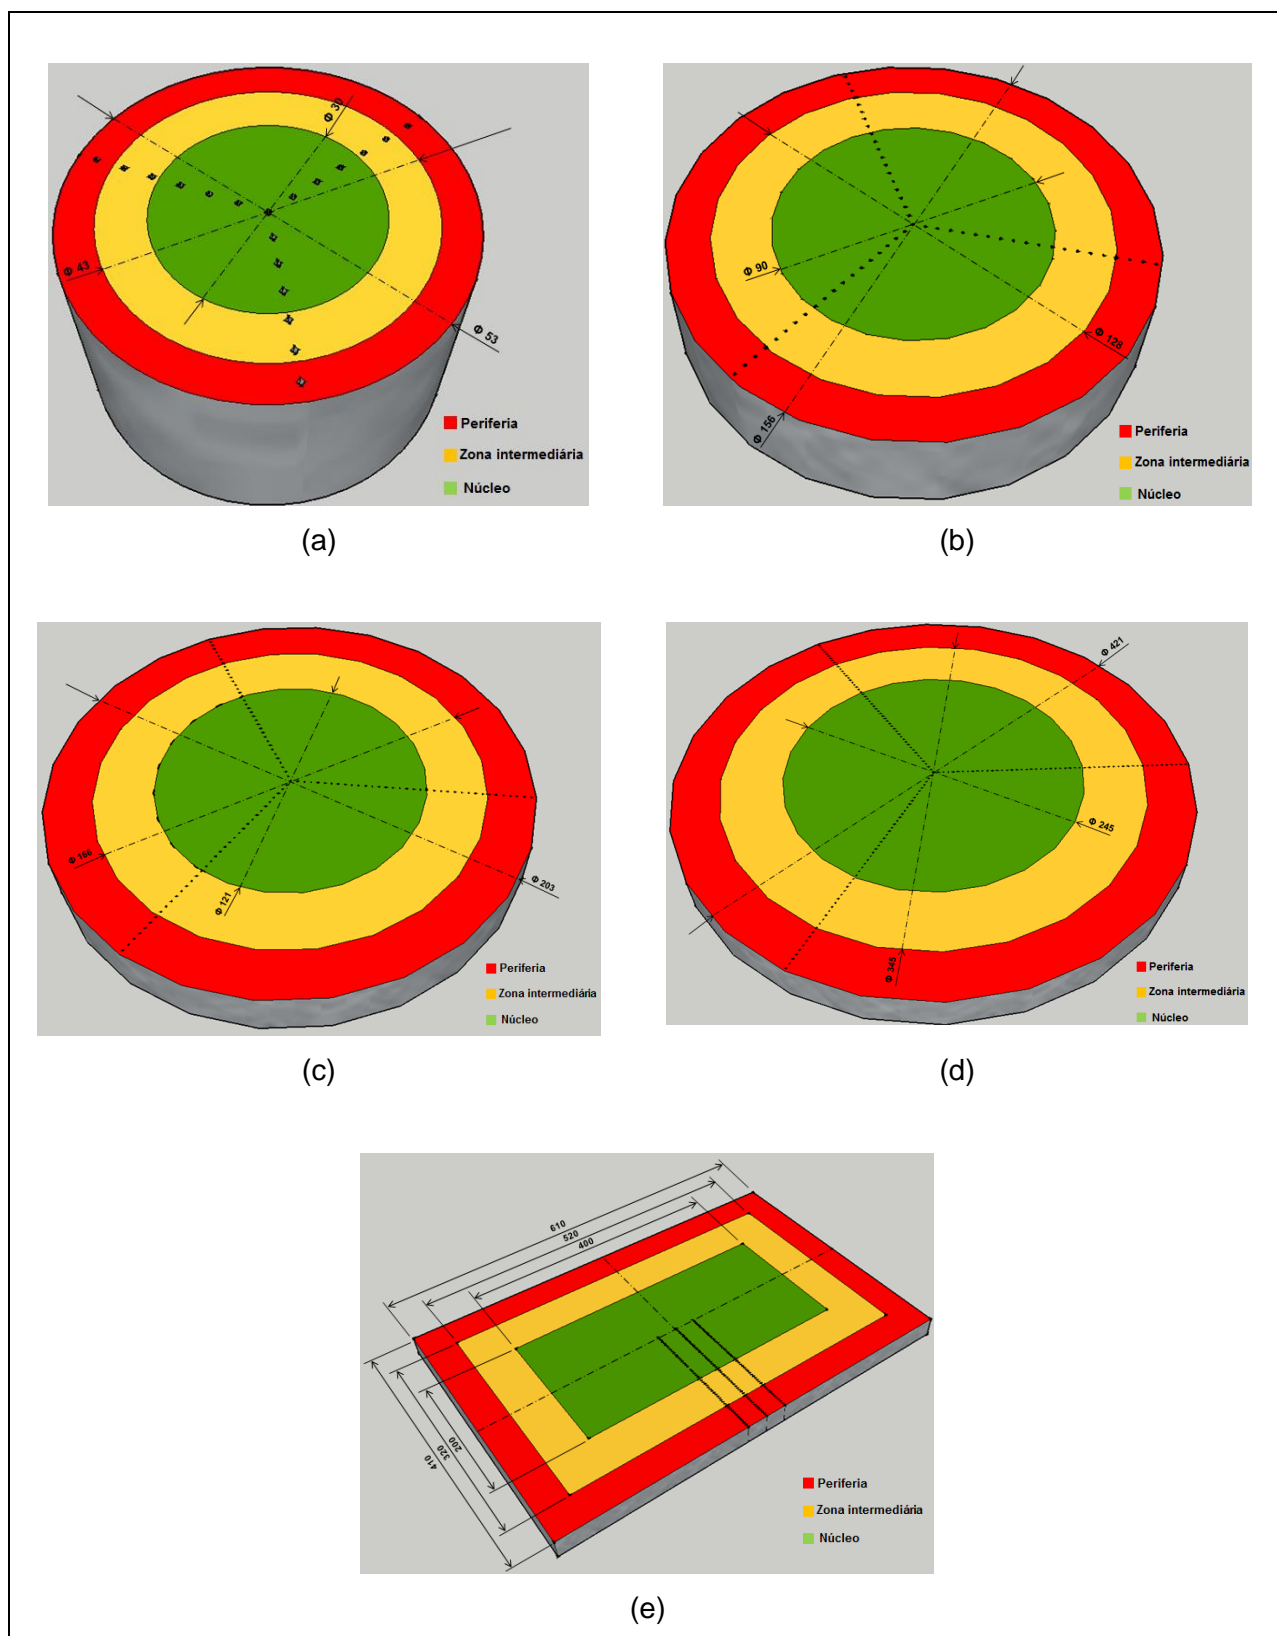 Φ 30
Φ 43
Φ 53
Periferia
Zona intermediária
Núcleo
(a)
Φ 90
Φ 128
Φ 156
Periferia
Zona intermediária
Núcleo
(b)
Φ 166
Φ 121
Φ 203
Periferia
Zona intermediária
Núcleo
(c)
Φ 421
Φ 245
Φ 345
Periferia
Zona intermediária
Núcleo
(d)
610
520
400
200
320
410
Periferia
Zona intermediária
Núcleo
(e)